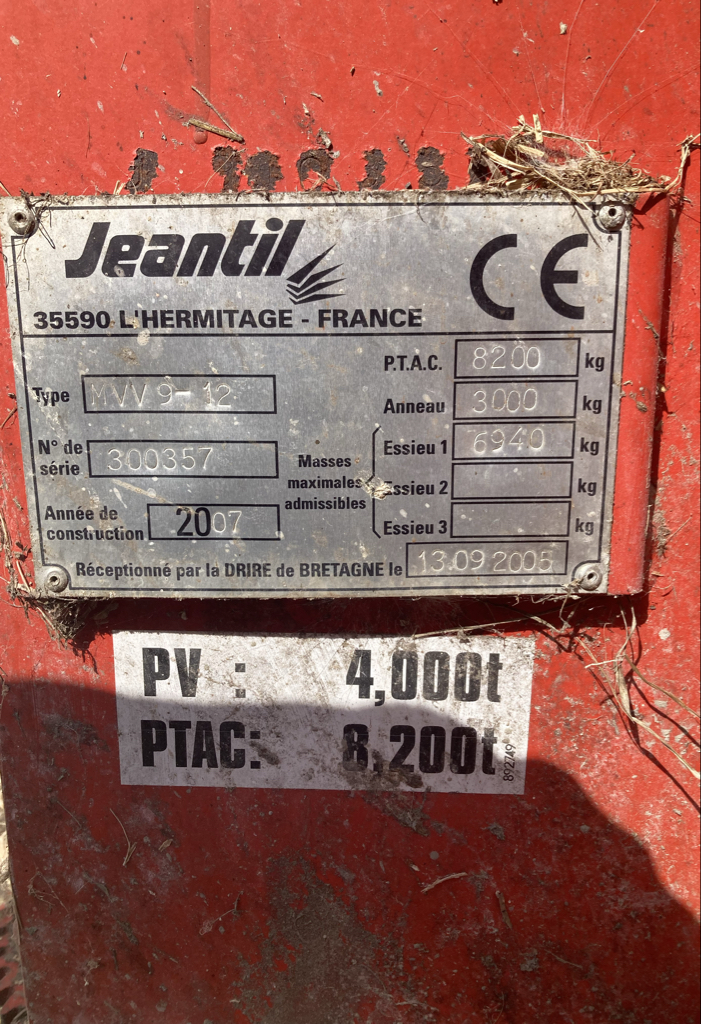 Jeantil
CE
35590 L'HERMITAGE - FRANCE
P.T.A.C. 8200 kg
Type MVV 9-12
Anneau 3000 kg
N° de série 300357
Masses maximales admissibles
Essieu 1 6940 kg
Essieu 2 kg
Essieu 3 kg
Année de construction 2007
Réceptionné par la DRIRE de BRETAGNE le 13.09.2005
PV : 4,000t
PTAC: 8,200t
892749